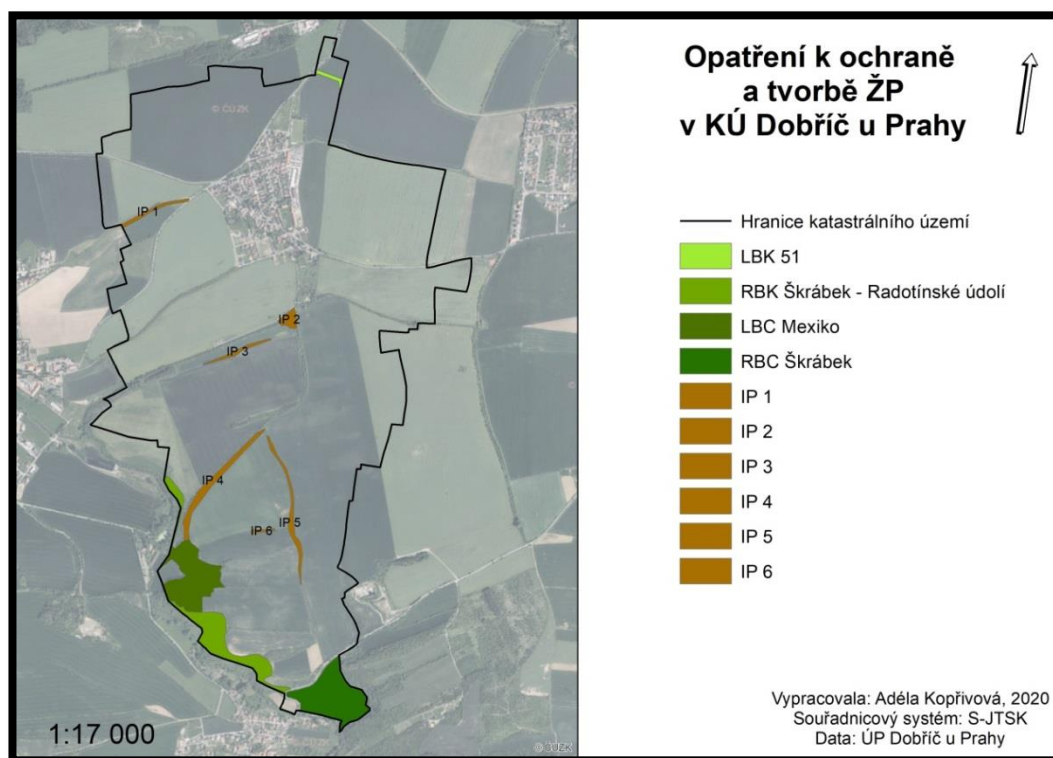 Opatření k ochraně
a tvorbě ŽP
v KÚ Dobříč u Prahy
Hranice katastrálního území
LBK 51
RBK Škrábek - Radotínské údolí
LBC Mexiko
RBC Škrábek
IP 1
IP 2
IP 3
IP 4
IP 5
IP 6
© ČÚZK
IP 1
IP 2
IP 3
IP 4
IP 5
IP 6
1:17 000
© ČÚZK
Vypracovala: Adéla Kopřivová, 2020
Souřadnicový systém: S-JTSK
Data: ÚP Dobříč u Prahy